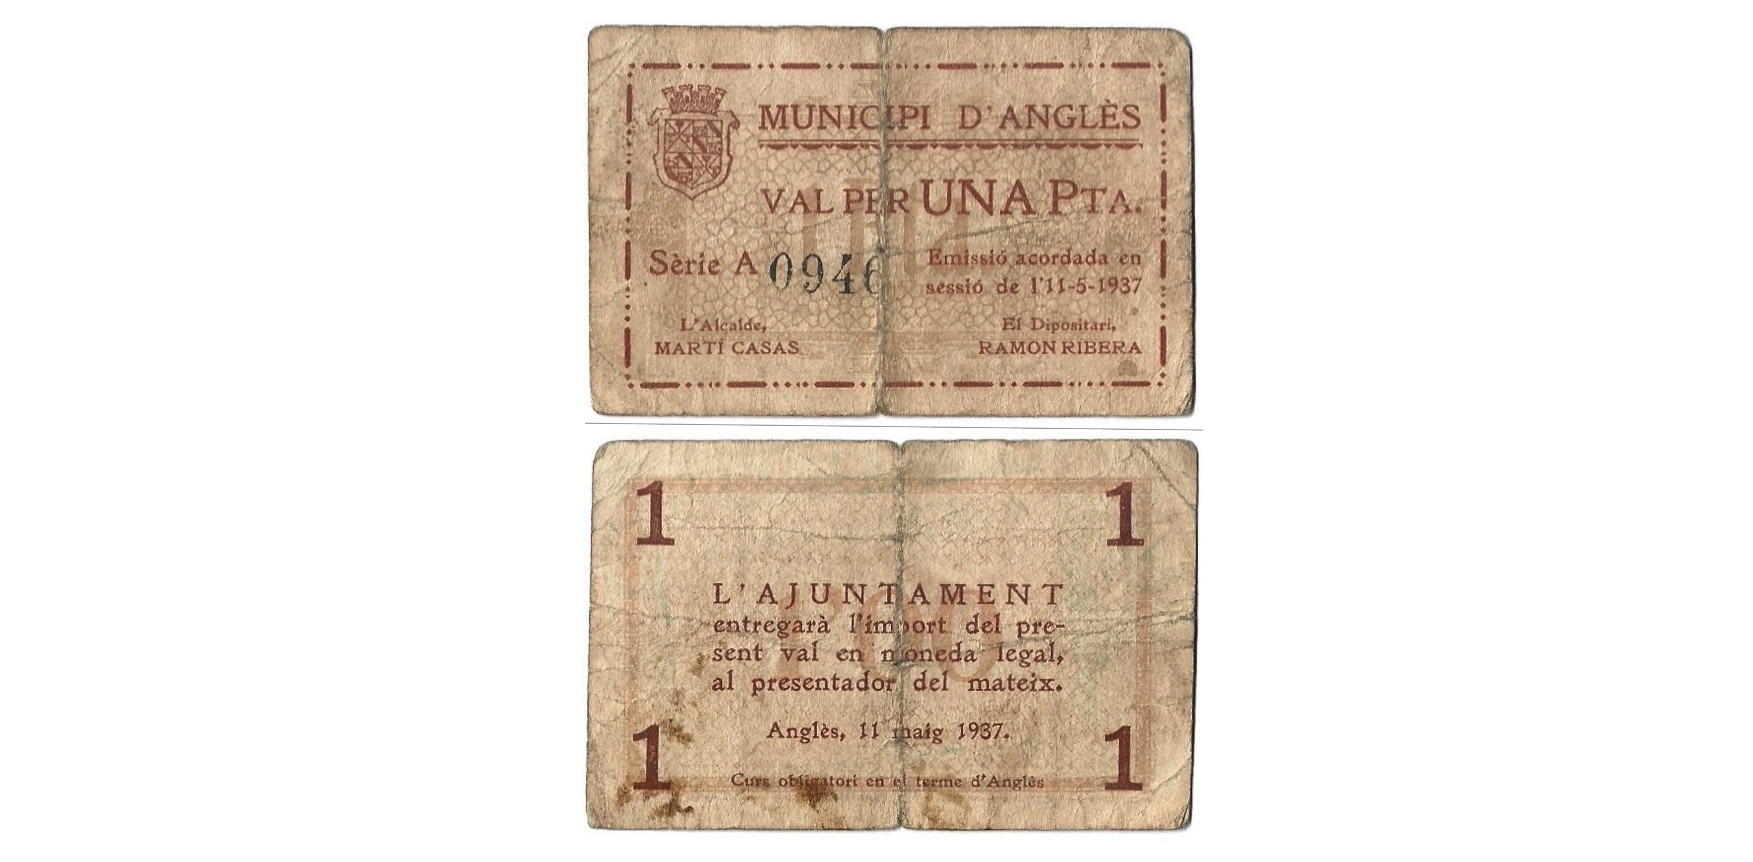 MUNICIPI D'ANGLÈS
VAL PER UNA PTA.
Sèrie A 0946
Emissió acordada en
sessió de l'11-5-1937
L'Alcalde,
MARTÍ CASAS
El Dipositari,
RAMON RIBERA
1 1
L'AJUNTAMENT
entregarà l'import del pre-
sent val en moneda legal,
al presentador del mateix.
Anglès, 11 maig 1937.
1 1
Curs obligatori en el terme d'Anglès